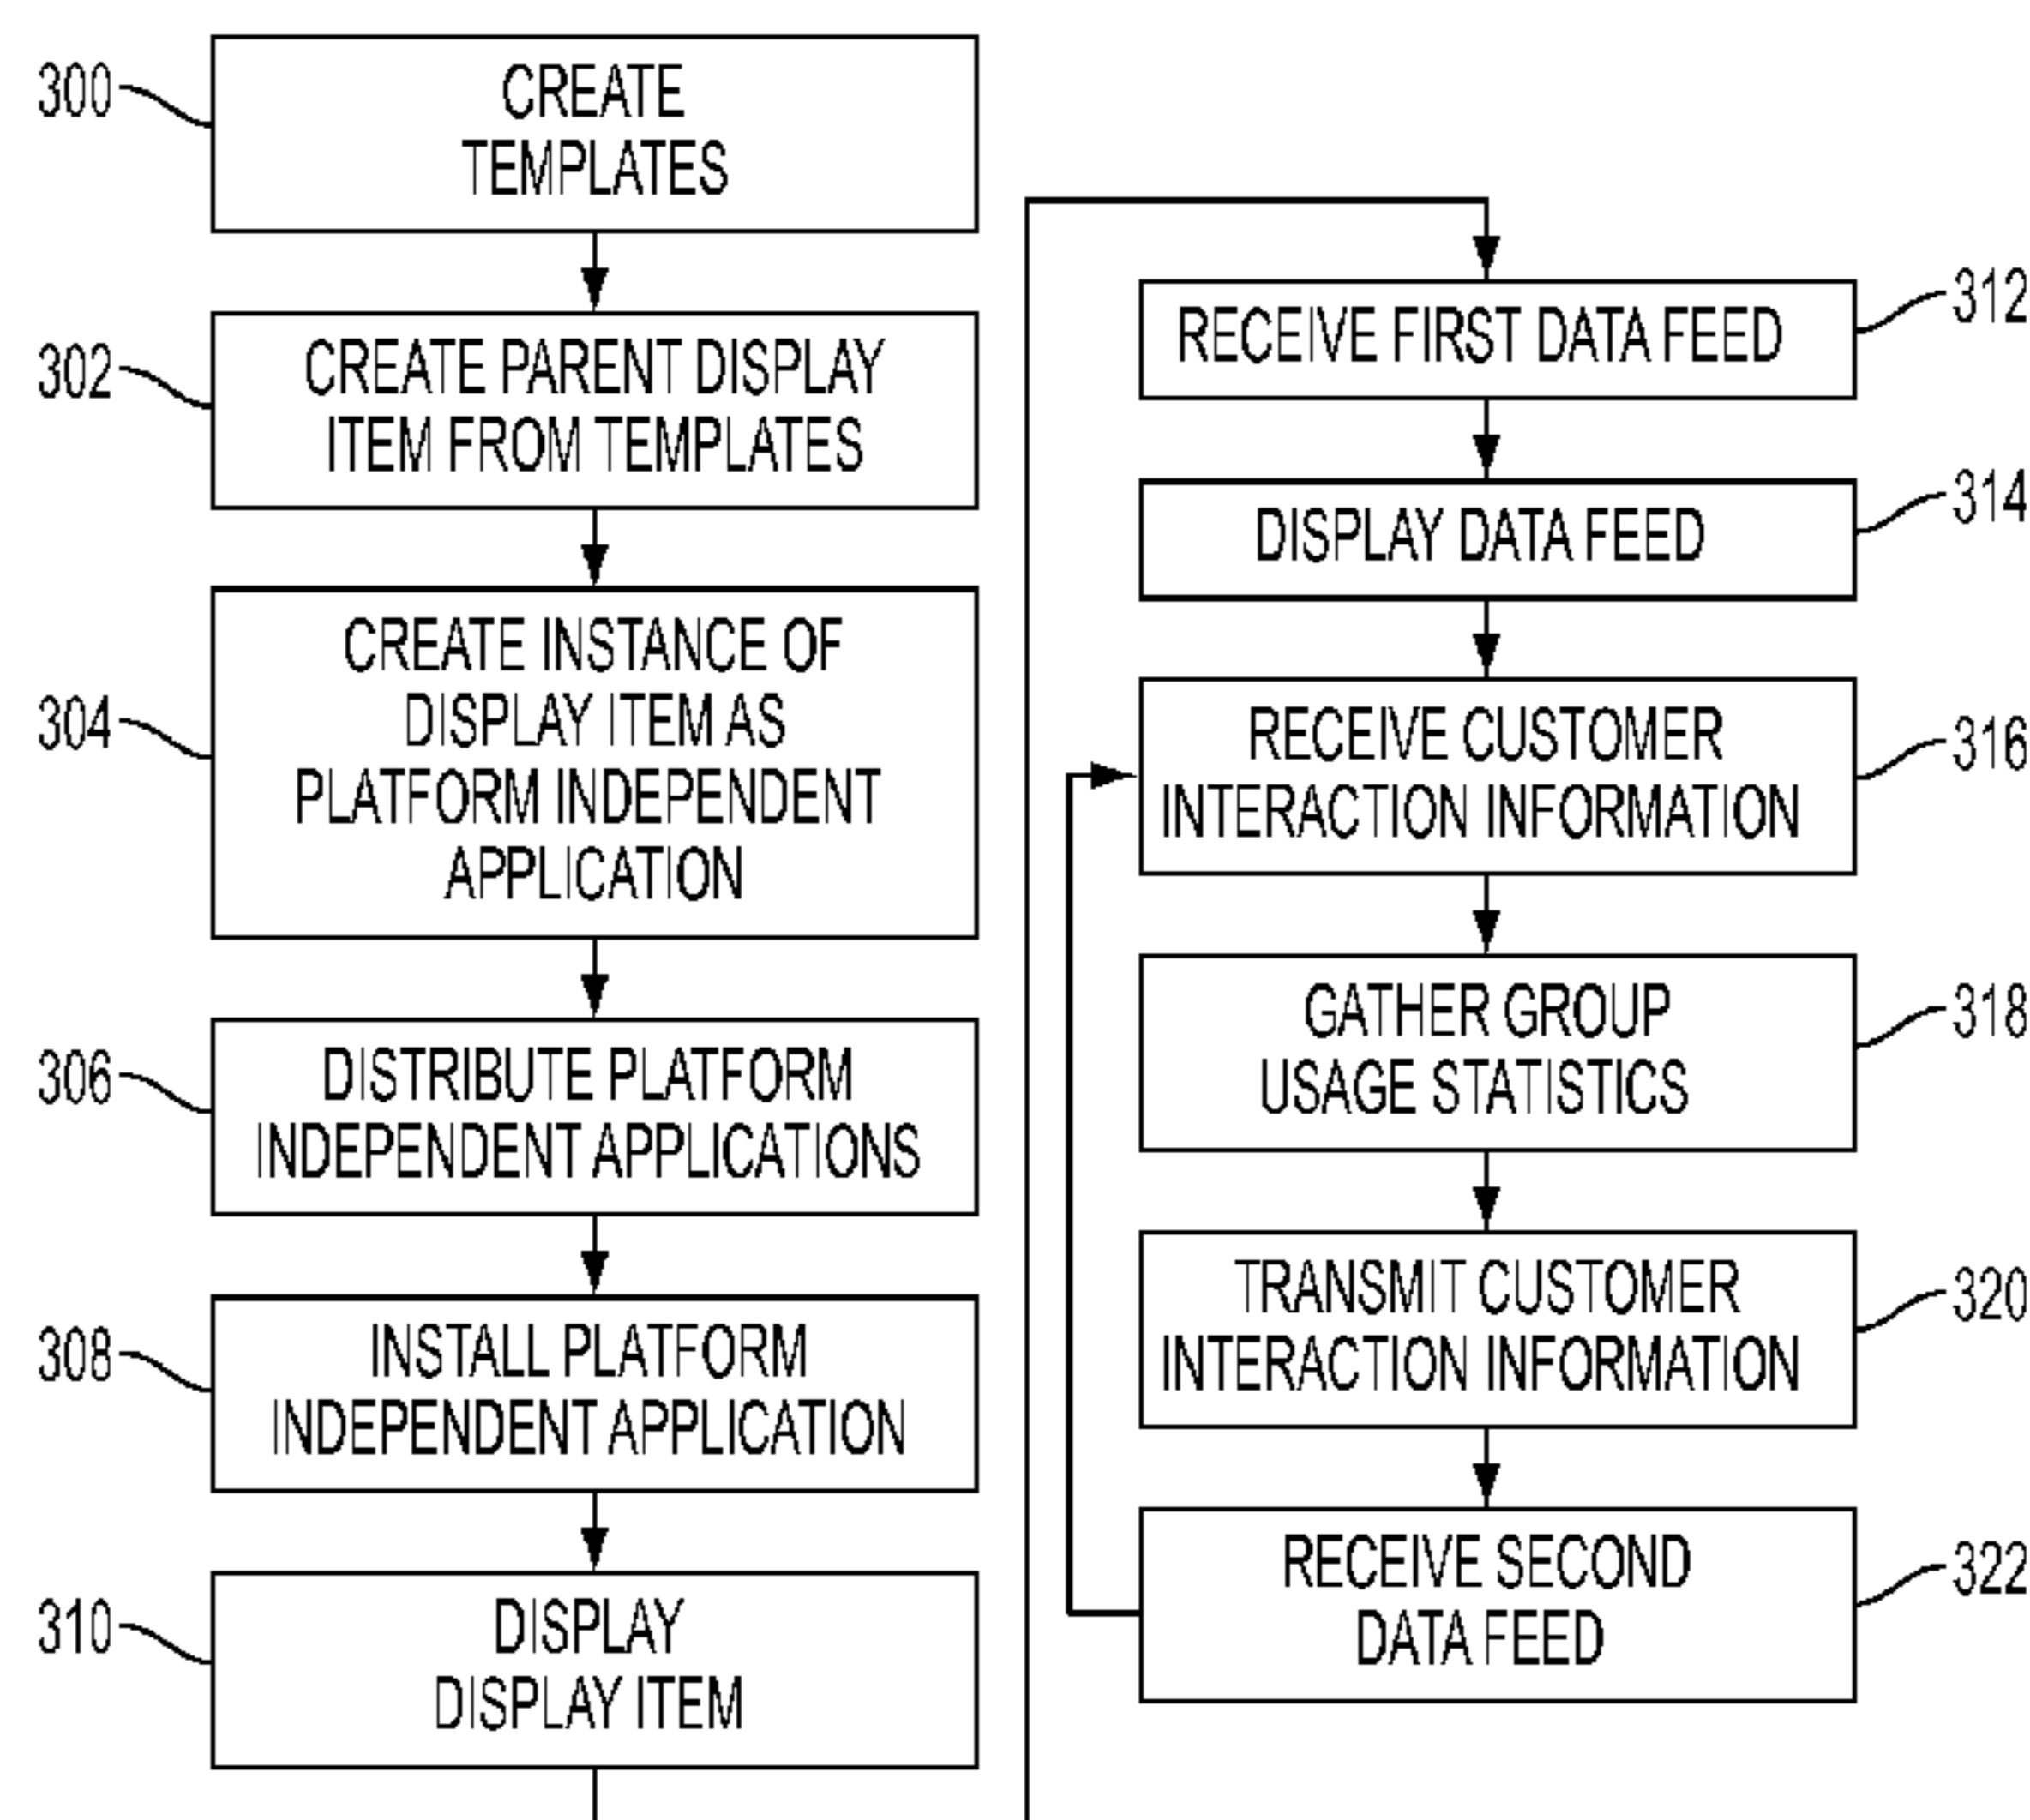 300
CREATE
TEMPLATES
302
CREATE PARENT DISPLAY
ITEM FROM TEMPLATES
304
CREATE INSTANCE OF
DISPLAY ITEM AS
PLATFORM INDEPENDENT
APPLICATION
306
DISTRIBUTE PLATFORM
INDEPENDENT APPLICATIONS
308
INSTALL PLATFORM
INDEPENDENT APPLICATION
310
DISPLAY
DISPLAY ITEM
RECEIVE FIRST DATA FEED
312
DISPLAY DATA FEED
314
RECEIVE CUSTOMER
INTERACTION INFORMATION
316
GATHER GROUP
USAGE STATISTICS
318
TRANSMIT CUSTOMER
INTERACTION INFORMATION
320
RECEIVE SECOND
DATA FEED
322